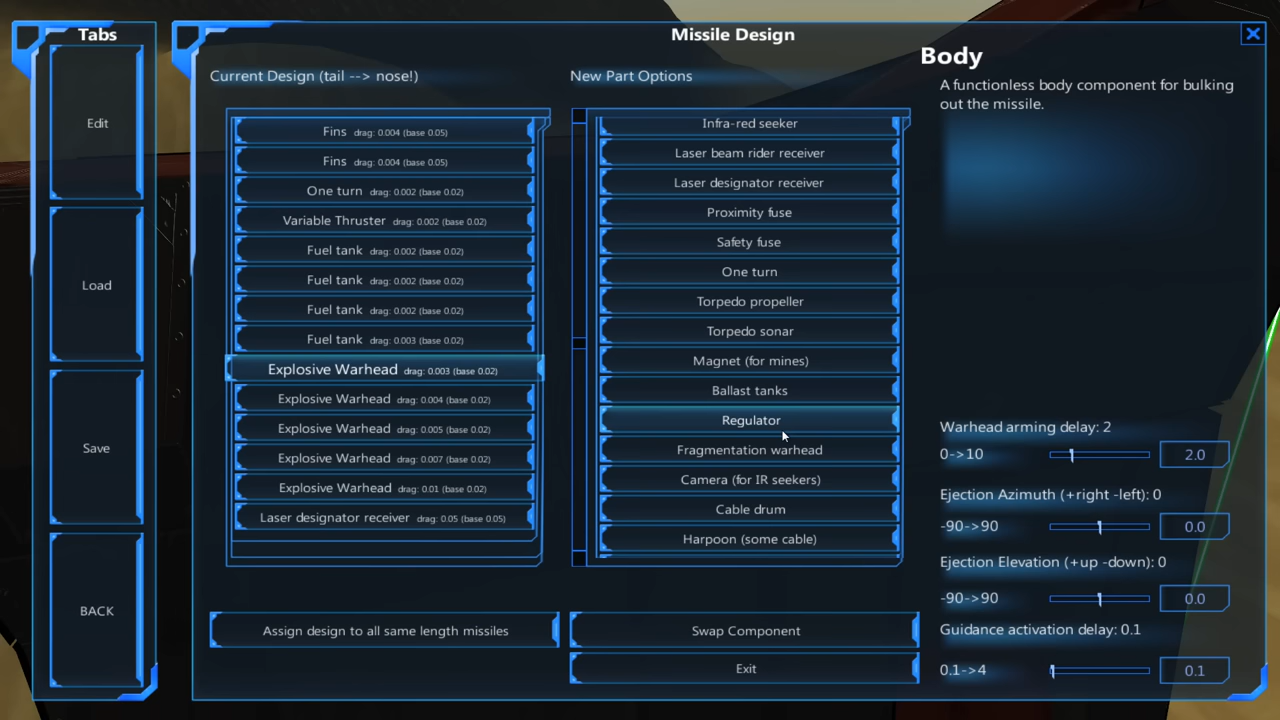 Tabs
Edit
Load
Save
BACK
Missile Design
Current Design (tail --> nose!)
Fins drag: 0.004 (base 0.05)
Fins drag: 0.004 (base 0.05)
One turn drag: 0.002 (base 0.02)
Variable Thruster drag: 0.002 (base 0.02)
Fuel tank drag: 0.002 (base 0.02)
Fuel tank drag: 0.002 (base 0.02)
Fuel tank drag: 0.002 (base 0.02)
Fuel tank drag: 0.003 (base 0.02)
Explosive Warhead drag: 0.003 (base 0.02)
Explosive Warhead drag: 0.004 (base 0.02)
Explosive Warhead drag: 0.005 (base 0.02)
Explosive Warhead drag: 0.007 (base 0.02)
Explosive Warhead drag: 0.01 (base 0.02)
Laser designator receiver drag: 0.05 (base 0.05)
Assign design to all same length missiles
New Part Options
Infra-red seeker
Laser beam rider receiver
Laser designator receiver
Proximity fuse
Safety fuse
One turn
Torpedo propeller
Torpedo sonar
Magnet (for mines)
Ballast tanks
Regulator
Fragmentation warhead
Camera (for IR seekers)
Cable drum
Harpoon (some cable)
Swap Component
Exit
Body
A functionless body component for bulking
out the missile.
Warhead arming delay: 2
0->10 2.0
Ejection Azimuth (+right -left): 0
-90->90 0.0
Ejection Elevation (+up -down): 0
-90->90 0.0
Guidance activation delay: 0.1
0.1->4 0.1